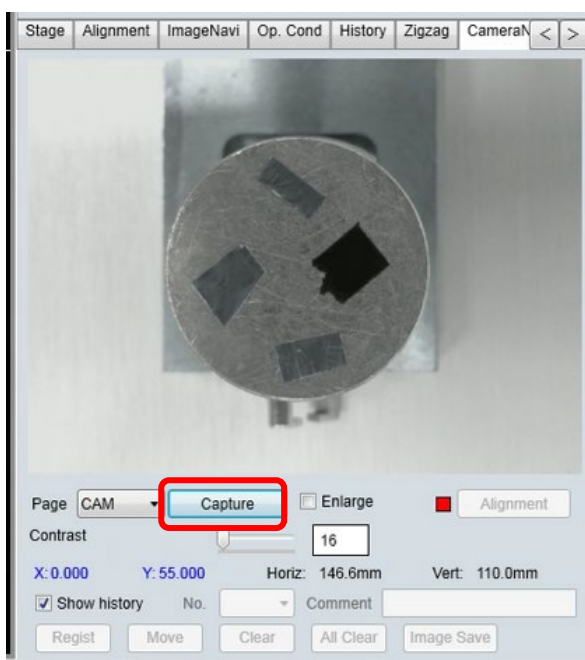 Stage Alignment ImageNavi Op. Cond History Zigzag CameraN < >
Page CAM Capture Enlarge Alignment
Contrast 16
X: 0.000 Y: 55.000 Horiz: 146.6mm Vert: 110.0mm
Show history No. Comment
Regist Move Clear All Clear Image Save